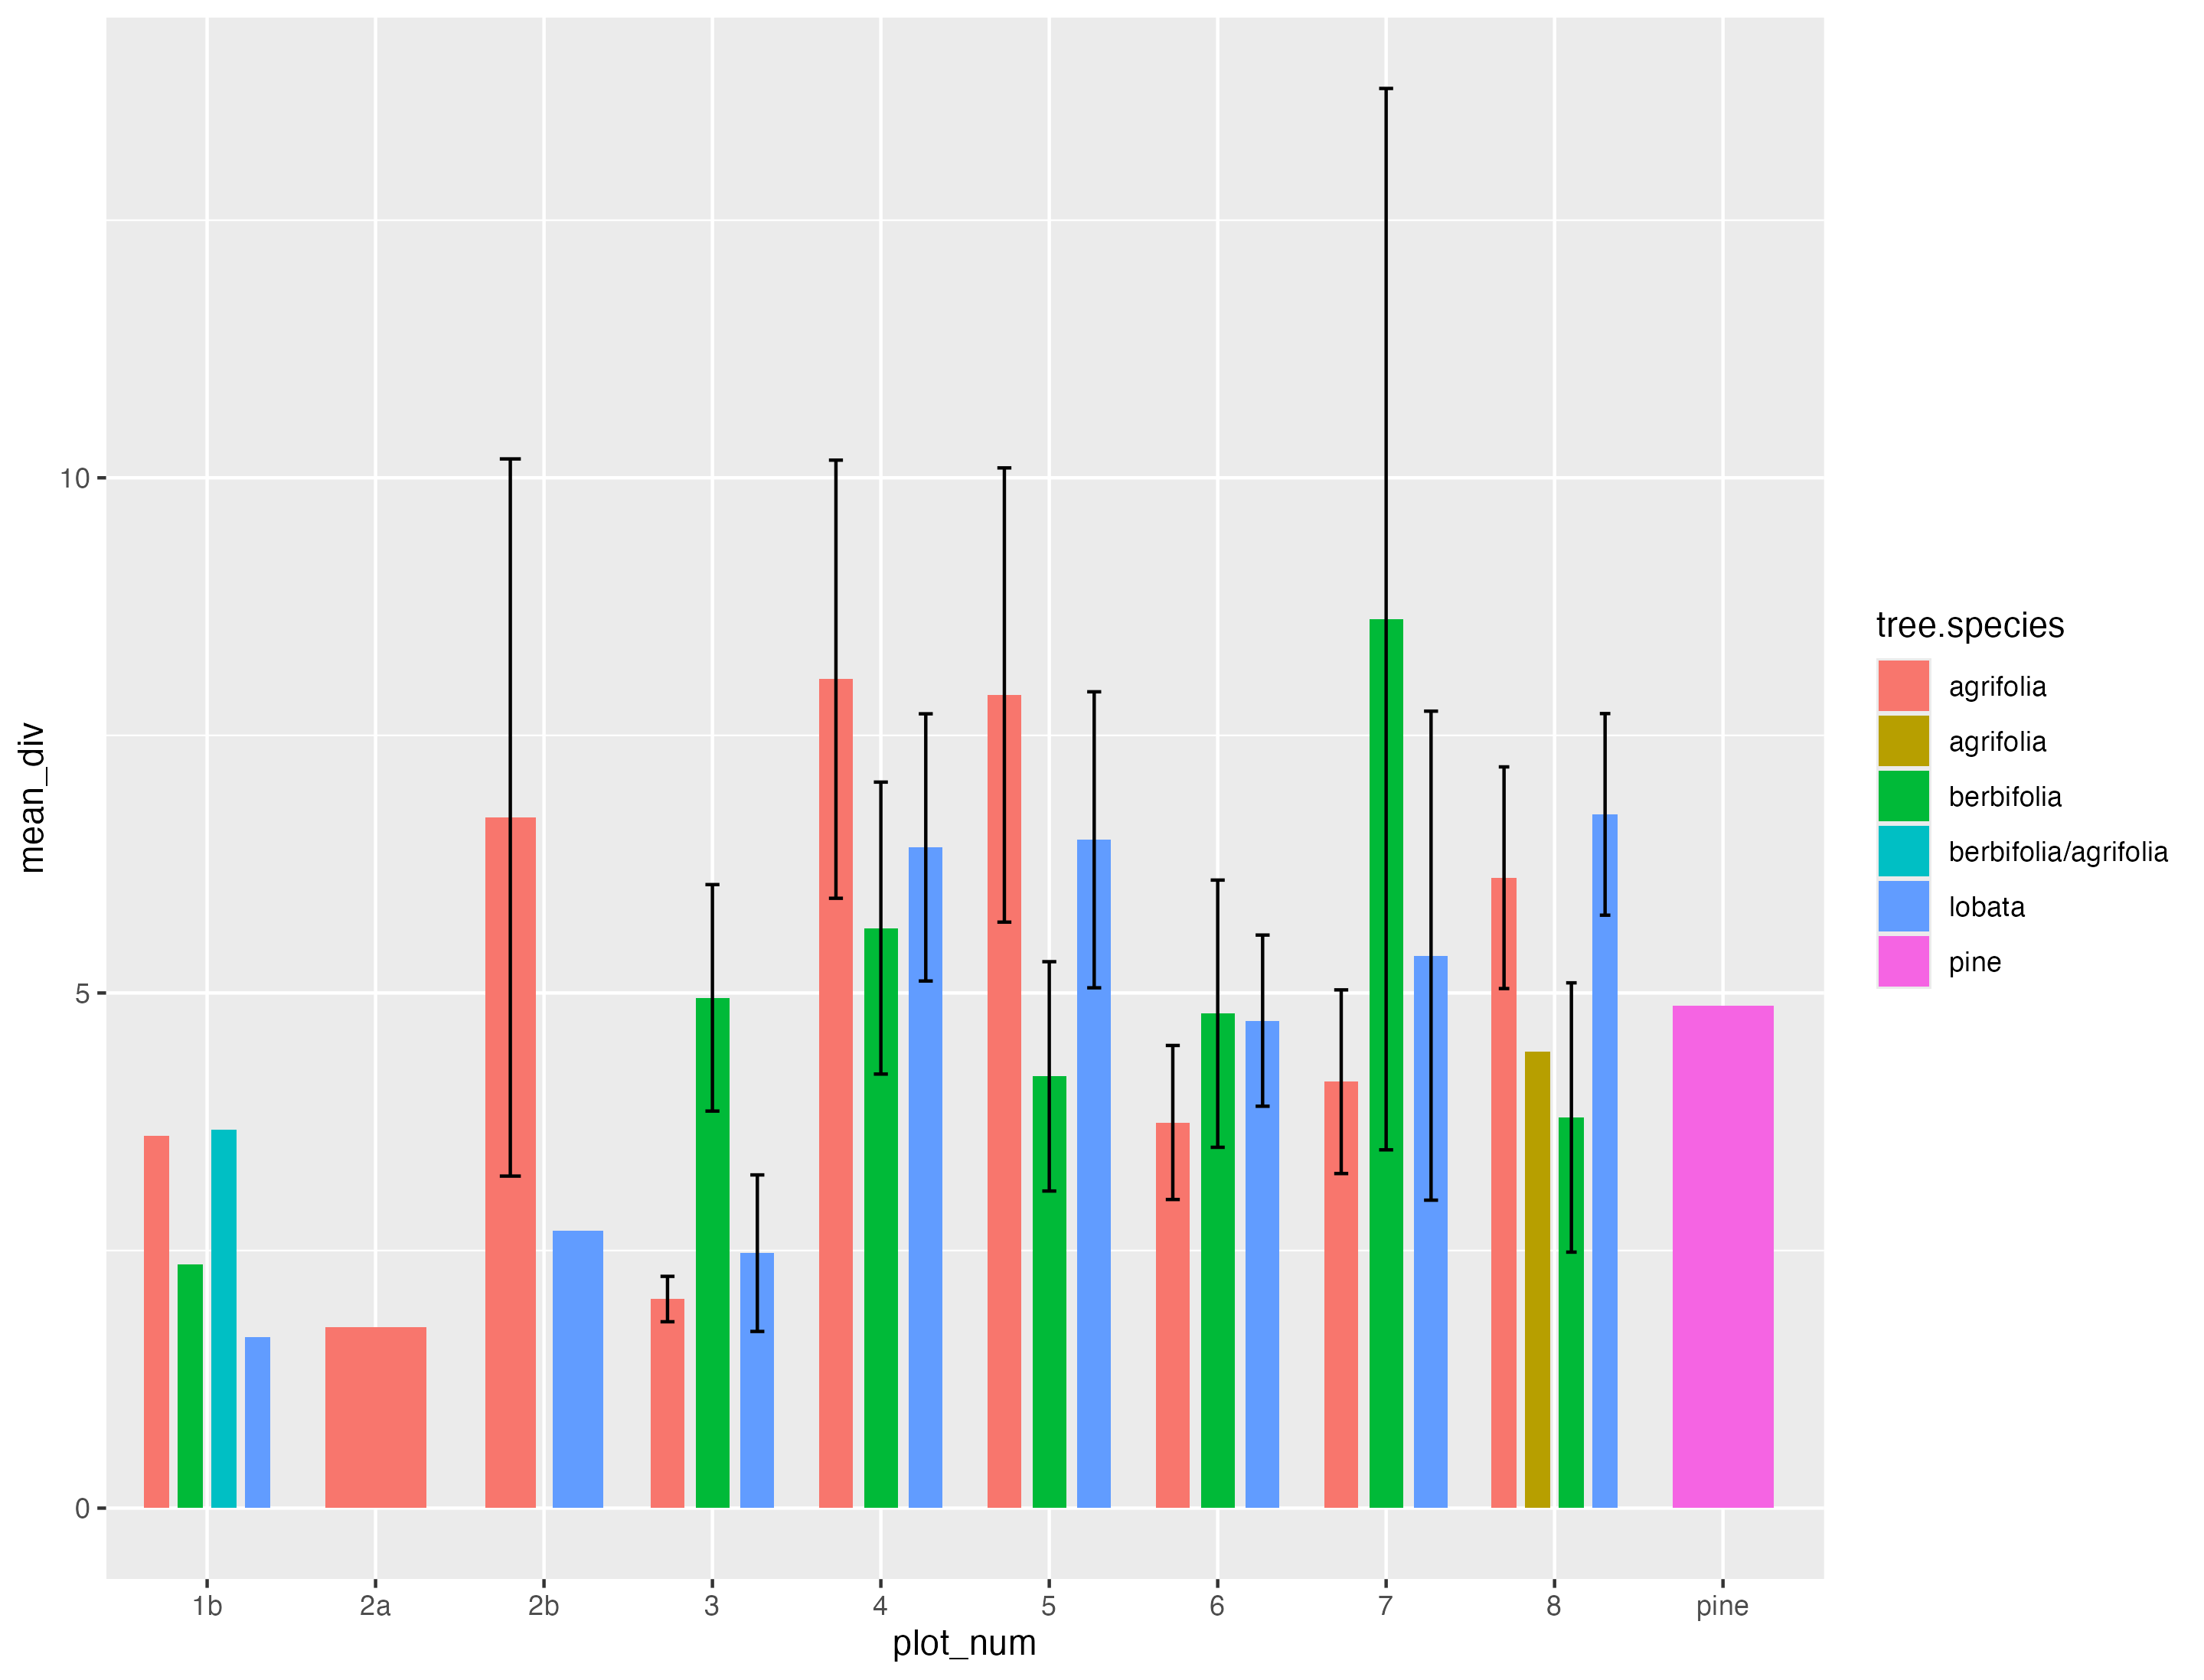 10
5
0
mean_div
1b 2a 2b 3 4 5 6 7 8 pine
plot_num
tree.species
agrifolia
agrifolia
berbifolia
berbifolia/agrifolia
lobata
pine